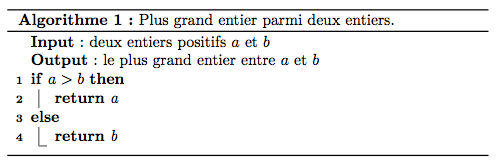 Algorithme 1 : Plus grand entier parmi deux entiers.
Input : deux entiers positifs a et b
Output : le plus grand entier entre a et b
1 if a > b then
2 return a
3 else
4 return b